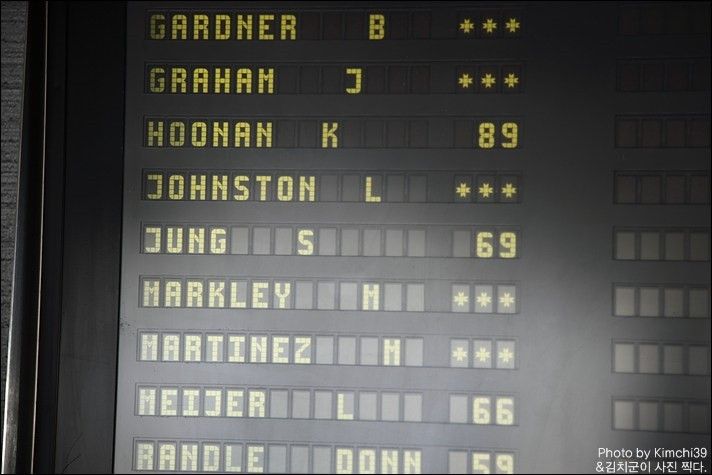 GARDNER B ***
GRAHAM J ***
HOONAN K 89
JOHNSTON L ***
JUNG S 69
MARKLEY M ***
MARTINEZ M ***
MEIJER L 66
RANDLE DONN 59
Photo by Kimchi39
&김치군이 사진 찍다.